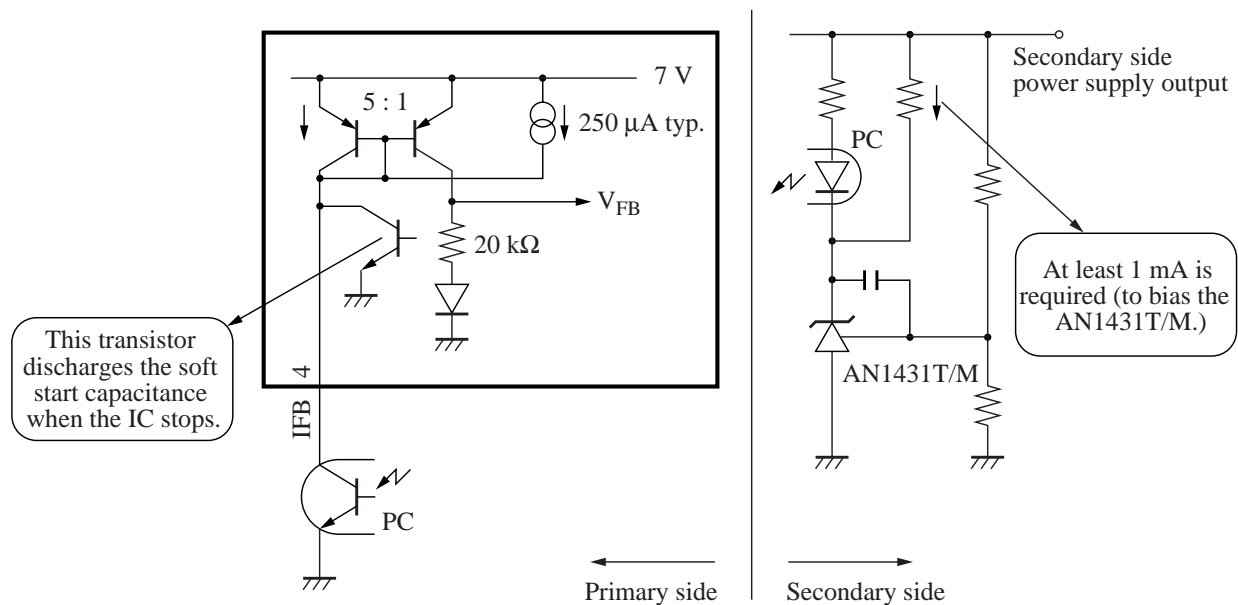 7 V
5 : 1
250 μA typ.
V_FB
20 kΩ
This transistor
discharges the soft
start capacitance
when the IC stops.
4
IFB
PC
Primary side
Secondary side
power supply output
PC
At least 1 mA is
required (to bias the
AN1431T/M.)
AN1431T/M
Secondary side